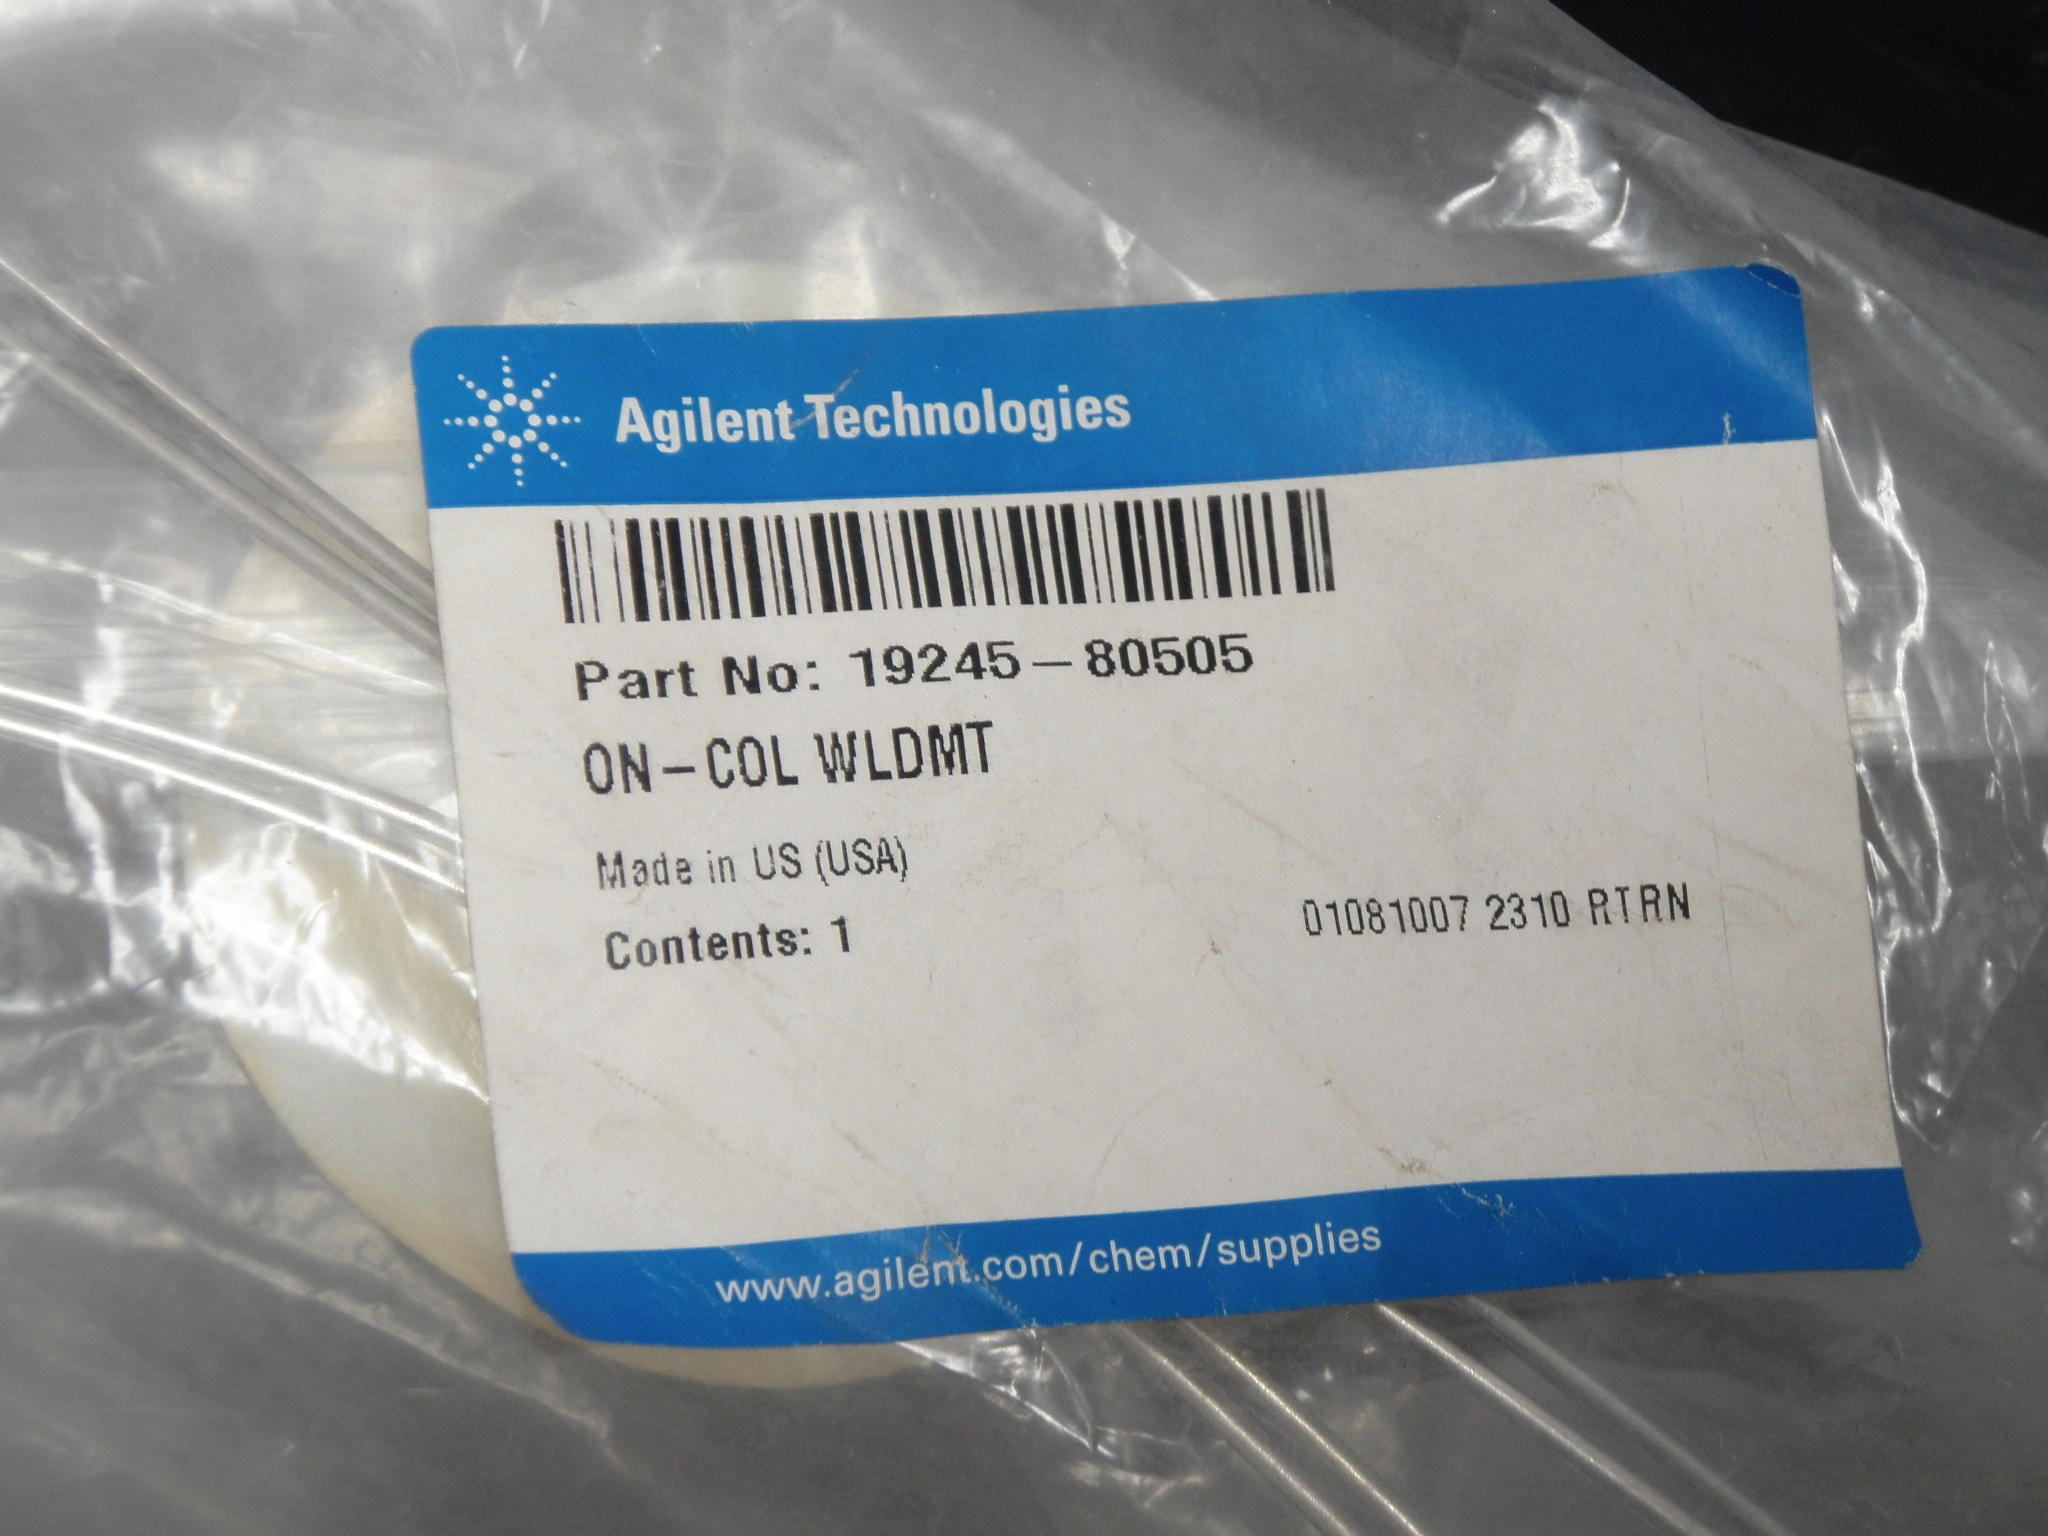 Agilent Technologies
Part No: 19245-80505
ON-COL WLDMT
Made in US (USA)
Contents: 1
01081007 2310 RTRN
www.agilent.com/chem/supplies